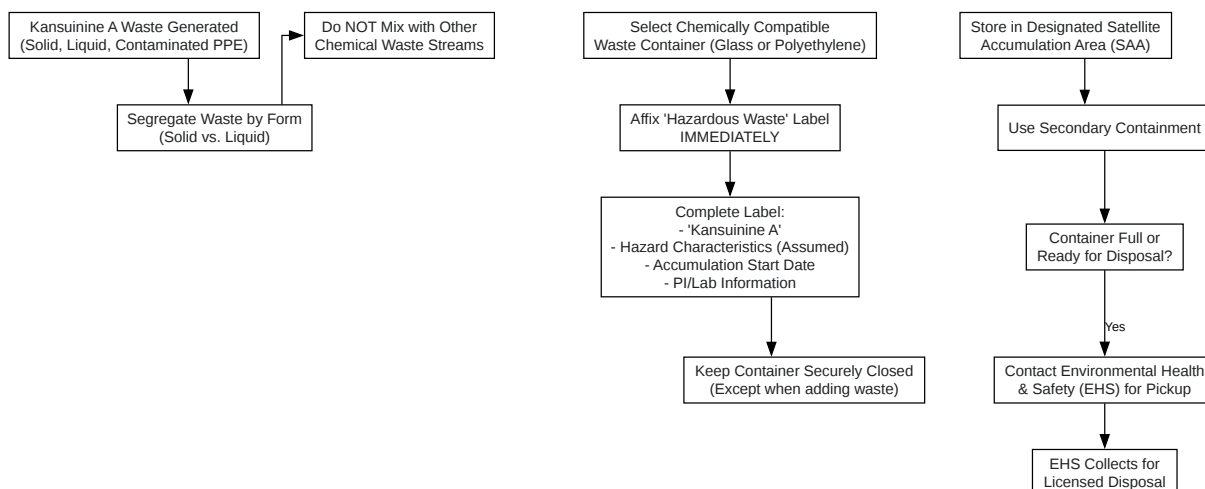 Kansuinine A Waste Generated
(Solid, Liquid, Contaminated PPE)
Do NOT Mix with Other
Chemical Waste Streams
Segregate Waste by Form
(Solid vs. Liquid)
Select Chemically Compatible
Waste Container (Glass or Polyethylene)
Affix 'Hazardous Waste' Label
IMMEDIATELY
Complete Label:
- 'Kansuinine A'
- Hazard Characteristics (Assumed)
- Accumulation Start Date
- PI/Lab Information
Keep Container Securely Closed
(Except when adding waste)
Store in Designated Satellite
Accumulation Area (SAA)
Use Secondary Containment
Container Full or
Ready for Disposal?
Yes
Contact Environmental Health
& Safety (EHS) for Pickup
EHS Collects for
Licensed Disposal